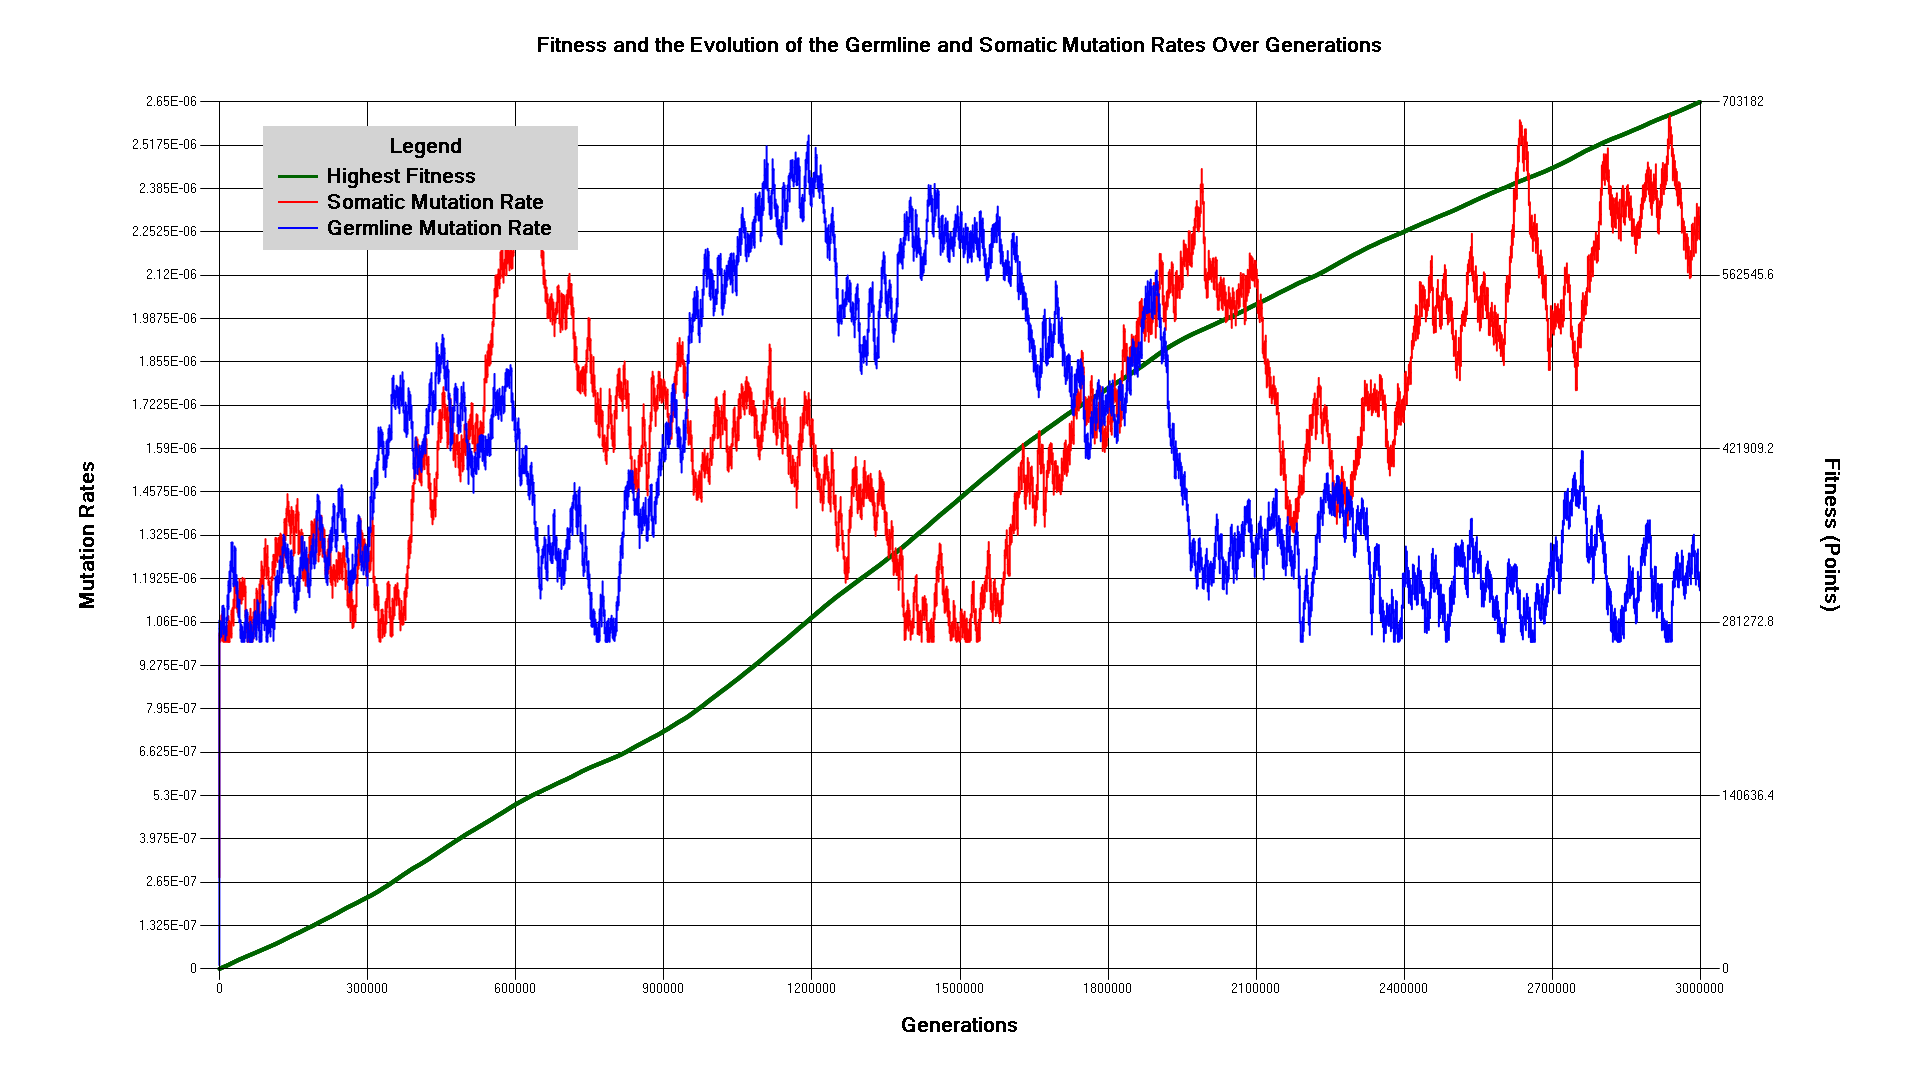 Fitness and the Evolution of the Germline and Somatic Mutation Rates Over Generations
2.65E-06
2.5175E-06
2.385E-06
2.2525E-06
2.12E-06
1.9875E-06
1.855E-06
1.7225E-06
1.59E-06
1.4575E-06
1.325E-06
1.1925E-06
1.06E-06
9.275E-07
7.95E-07
6.625E-07
5.3E-07
3.975E-07
2.65E-07
1.325E-07
0
Mutation Rates
Legend
Highest Fitness
Somatic Mutation Rate
Germline Mutation Rate
703182
562545.6
421909.2
281272.8
140636.4
0
Fitness (Points)
0 300000 600000 900000 1200000 1500000 1800000 2100000 2400000 2700000 3000000
Generations